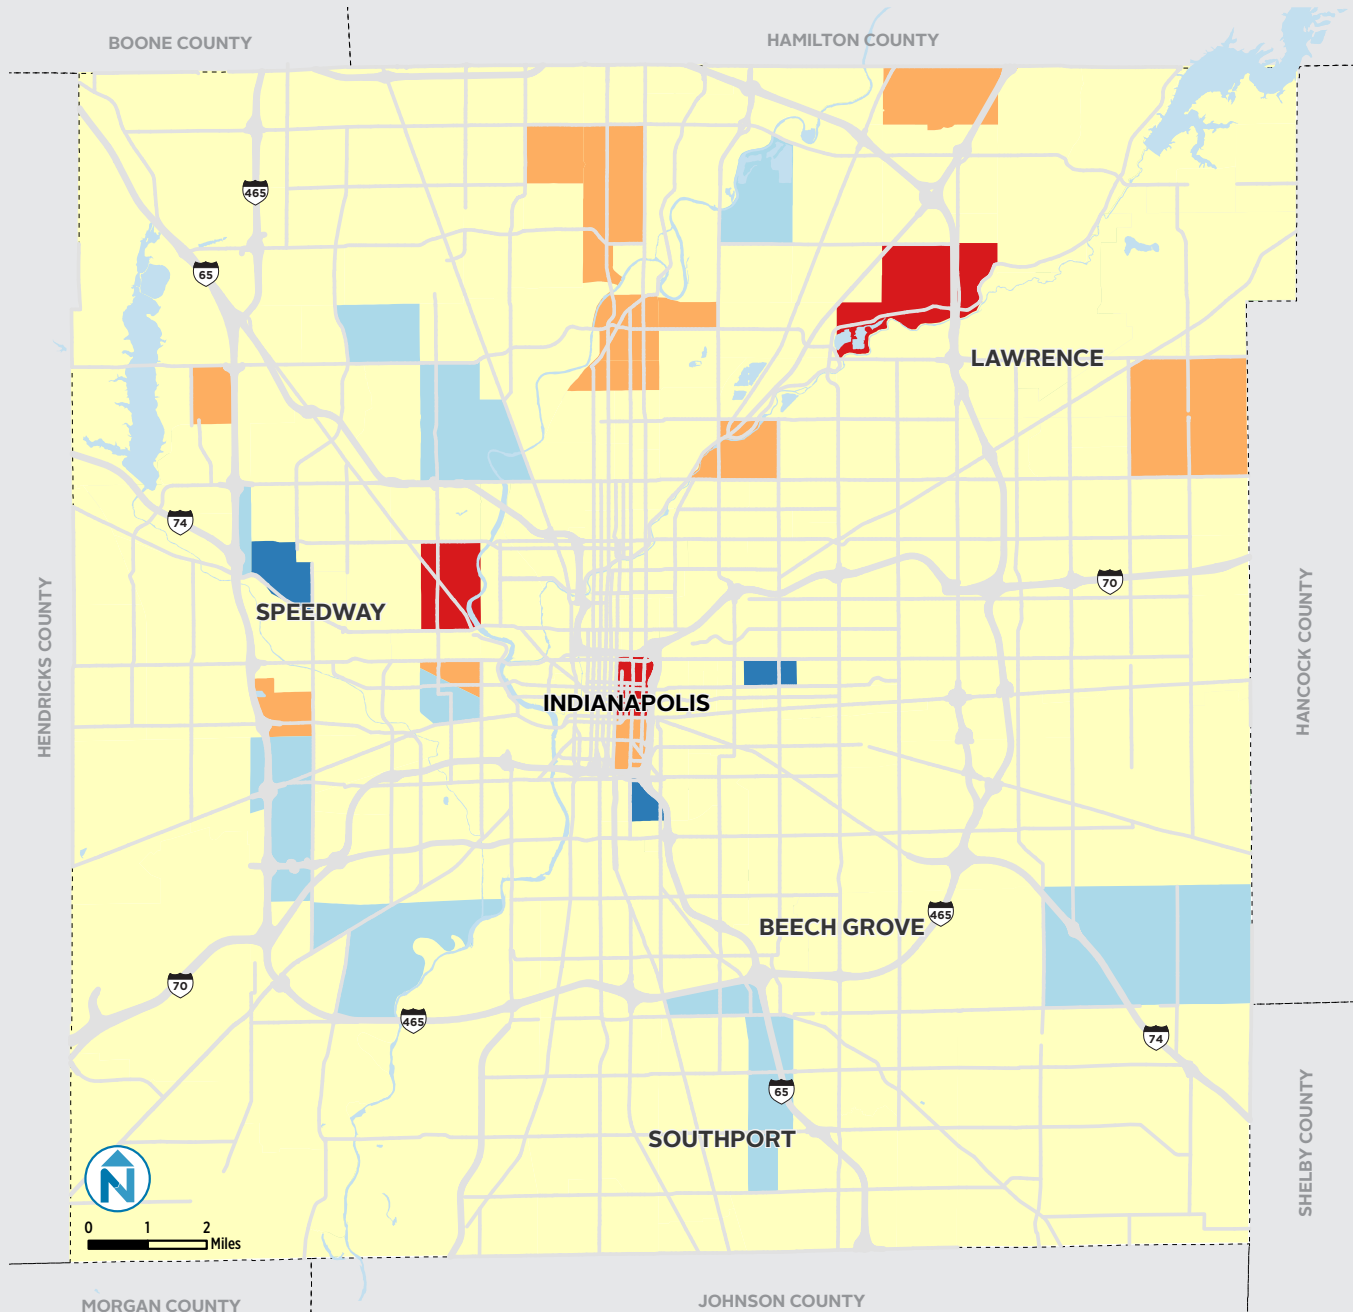 BOONE COUNTY
HAMILTON COUNTY
465
65
LAWRENCE
74
70
HENDRICKS COUNTY
SPEEDWAY
HANCOCK COUNTY
INDIANAPOLIS
BEECH GROVE
465
70
465
74
65
SOUTHPORT
SHELBY COUNTY
N
0 1 2
Miles
MORGAN COUNTY
JOHNSON COUNTY